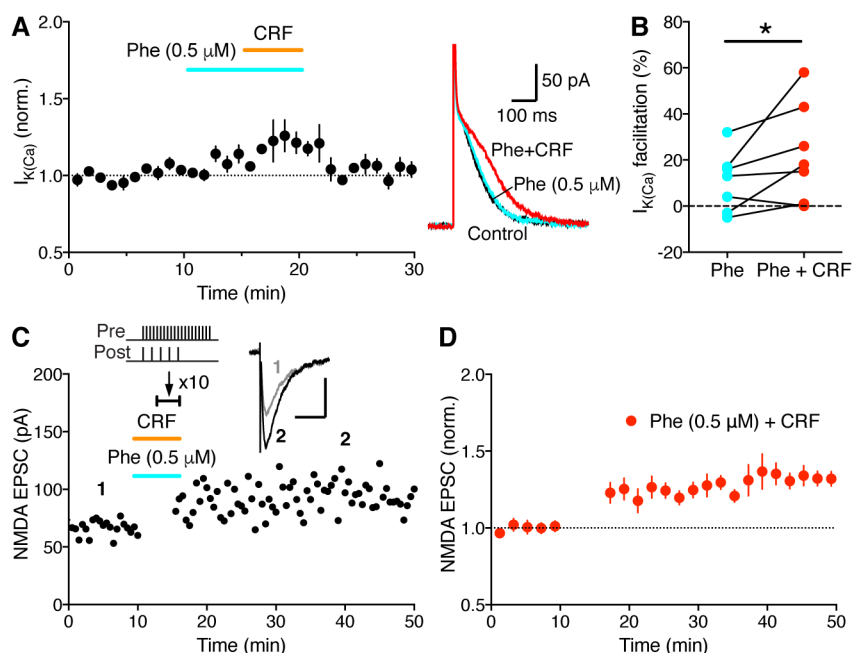 A
I K(Ca) (norm.)
2.0
1.5
1.0
0.5
CRF
Phe (0.5 μM)
0
10
20
30
Time (min)
50 pA
100 ms
Phe+CRF
Phe (0.5 μM)
Control
B
*
I K(Ca) facilitation (%)
80
60
40
20
0
-20
Phe
Phe + CRF
C
Pre
Post
x10
CRF
Phe (0.5 μM)
1
2
1
2
NMDA EPSC (pA)
200
150
100
50
0
0
10
20
30
40
50
Time (min)
D
Phe (0.5 μM) + CRF
NMDA EPSC (norm.)
2.0
1.5
1.0
0.5
0
10
20
30
40
50
Time (min)